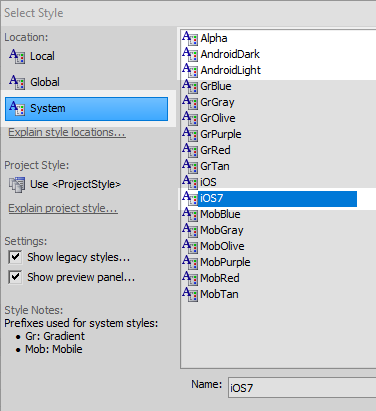 Select Style
Location:
Local
Global
System
Explain style locations...
Project Style:
Use <ProjectStyle>
Explain project style...
Settings:
Show legacy styles...
Show preview panel...
Style Notes:
Prefixes used for system styles:
• Gr: Gradient
• Mob: Mobile
Alpha
AndroidDark
AndroidLight
GrBlue
GrGray
GrOlive
GrPurple
GrRed
GrTan
iOS
iOS7
MobBlue
MobGray
MobOlive
MobPurple
MobRed
MobTan
Name: iOS7